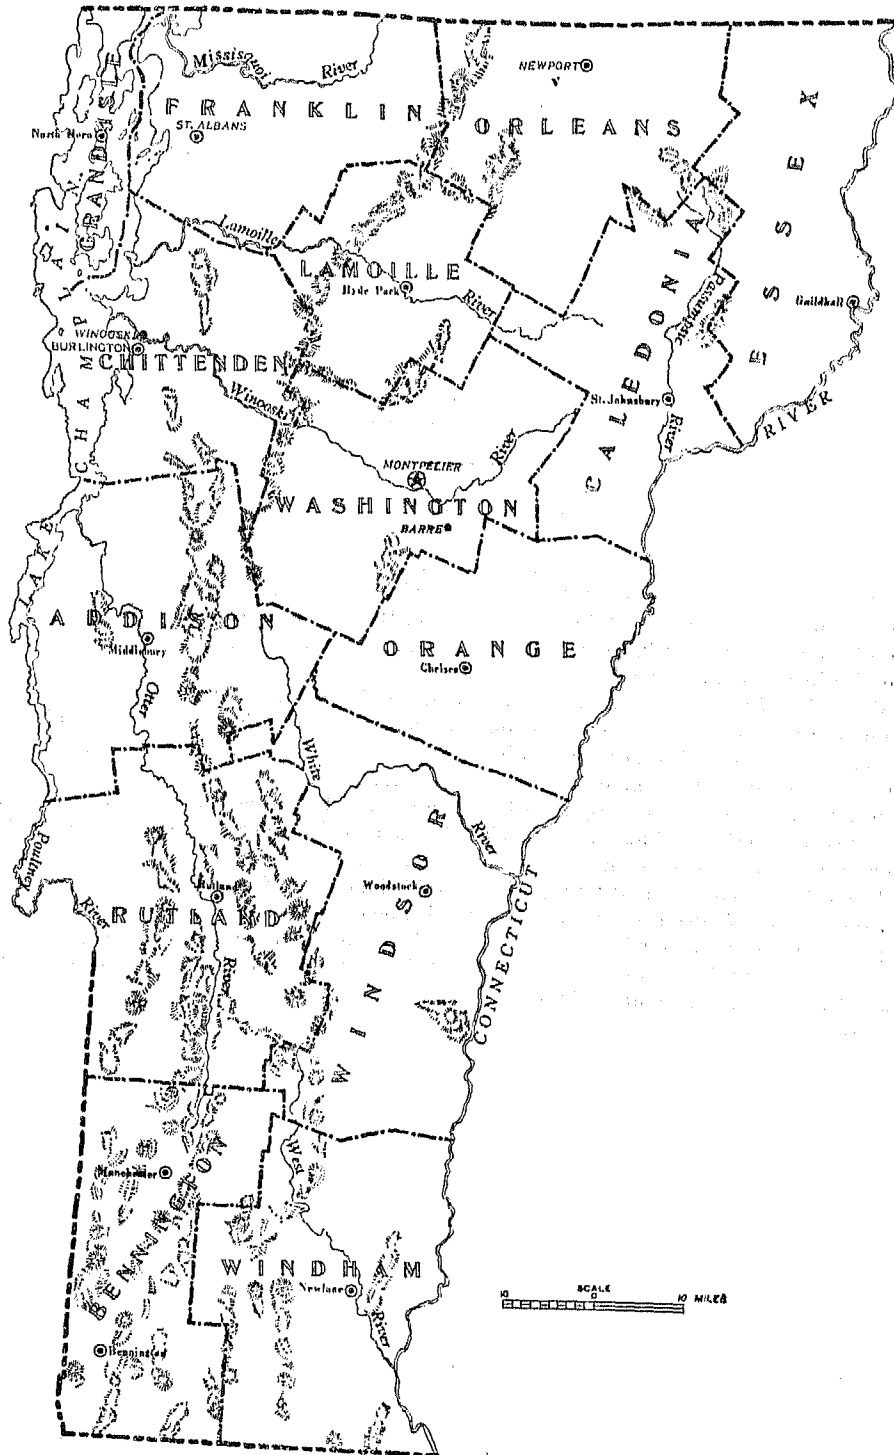 Missisquoi River
NEWPORT
GRAND ISLE
FRANKLIN
ORLEANS
ESSEX
North Hero
ST. ALBANS
Lamoille River
LAMOILLE
Hyde Park
CALEDONIA
Passumpsic River
Guildhall
WINOOSKI
BURLINGTON
CHITTENDEN
LAKE CHAMPLAIN
Winooski River
St. Johnsbury
MONTPELIER
WASHINGTON
BARRE
ADDISON
Middlebury
Otter
ORANGE
Chelsea
White River
Poultney River
Rutland
RUTLAND
River
WINDSOR
Woodstock
CONNECTICUT RIVER
Manchester
BENNINGTON
West River
WINDHAM
Newfane
Bennington
SCALE
10 0 10 MILES